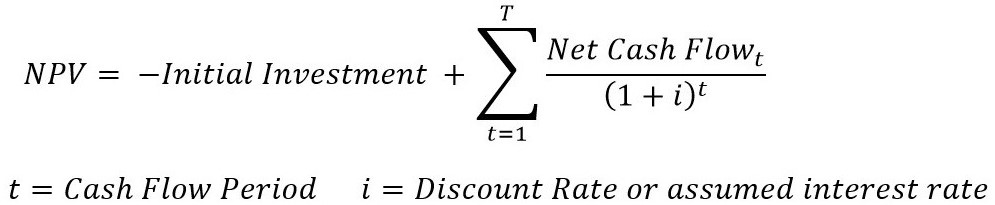 NPV = −Initial Investment + ∑_{t=1}^{T} Net Cash Flow_t / (1 + i)^t
t = Cash Flow Period i = Discount Rate or assumed interest rate